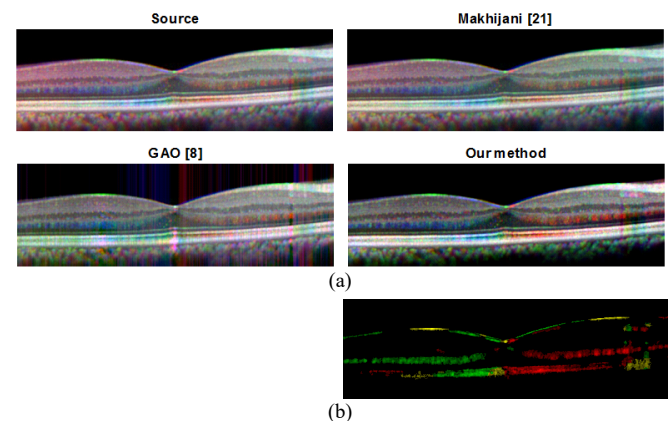 Source
Makhijani [21]
GAO [8]
Our method
(a)
(b)